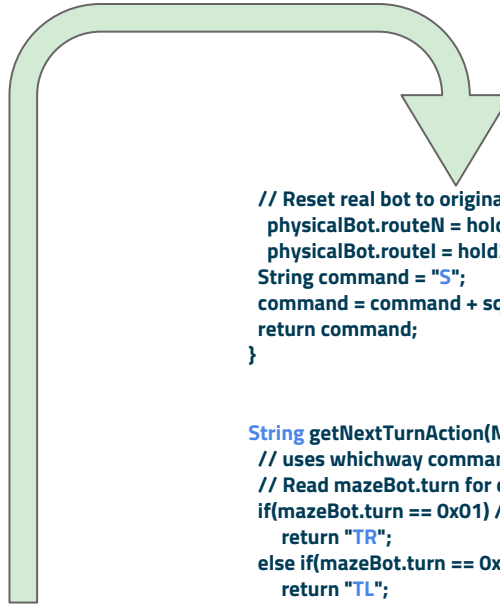 // Reset real bot to origina
physicalBot.routeN = hold
physicalBot.routeI = hold
String command = "S";
command = command + sq
return command;
}
String getNextTurnAction(M
// uses whichway comman
// Read mazeBot.turn for
if(mazeBot.turn == 0x01) /
return "TR";
else if(mazeBot.turn == 0x
return "TL";